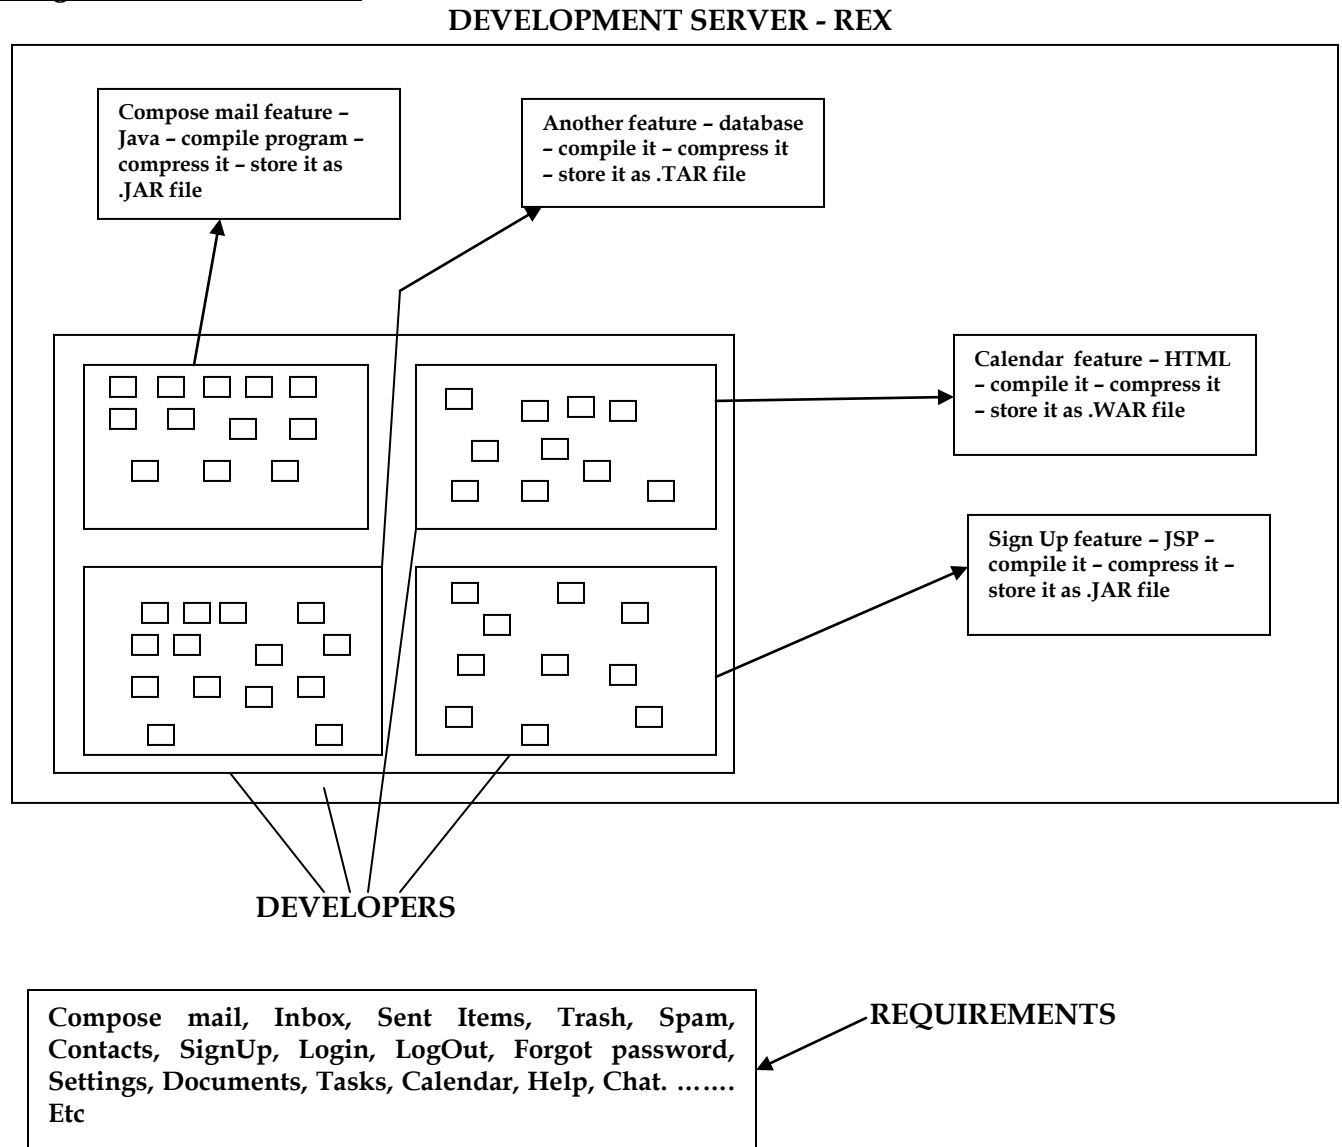 DEVELOPMENT SERVER - REX
Compose mail feature –
Java – compile program –
compress it – store it as
.JAR file
Another feature – database
– compile it – compress it
– store it as .TAR file
Calendar feature – HTML
– compile it – compress it
– store it as .WAR file
Sign Up feature – JSP –
compile it – compress it –
store it as .JAR file
DEVELOPERS
Compose mail, Inbox, Sent Items, Trash, Spam,
Contacts, SignUp, Login, LogOut, Forgot password,
Settings, Documents, Tasks, Calendar, Help, Chat. …….
Etc
REQUIREMENTS